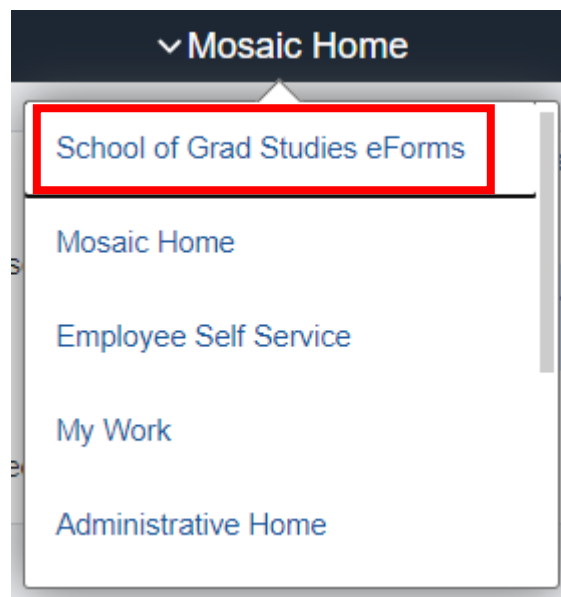 Mosaic Home
School of Grad Studies eForms
Mosaic Home
Employee Self Service
My Work
Administrative Home